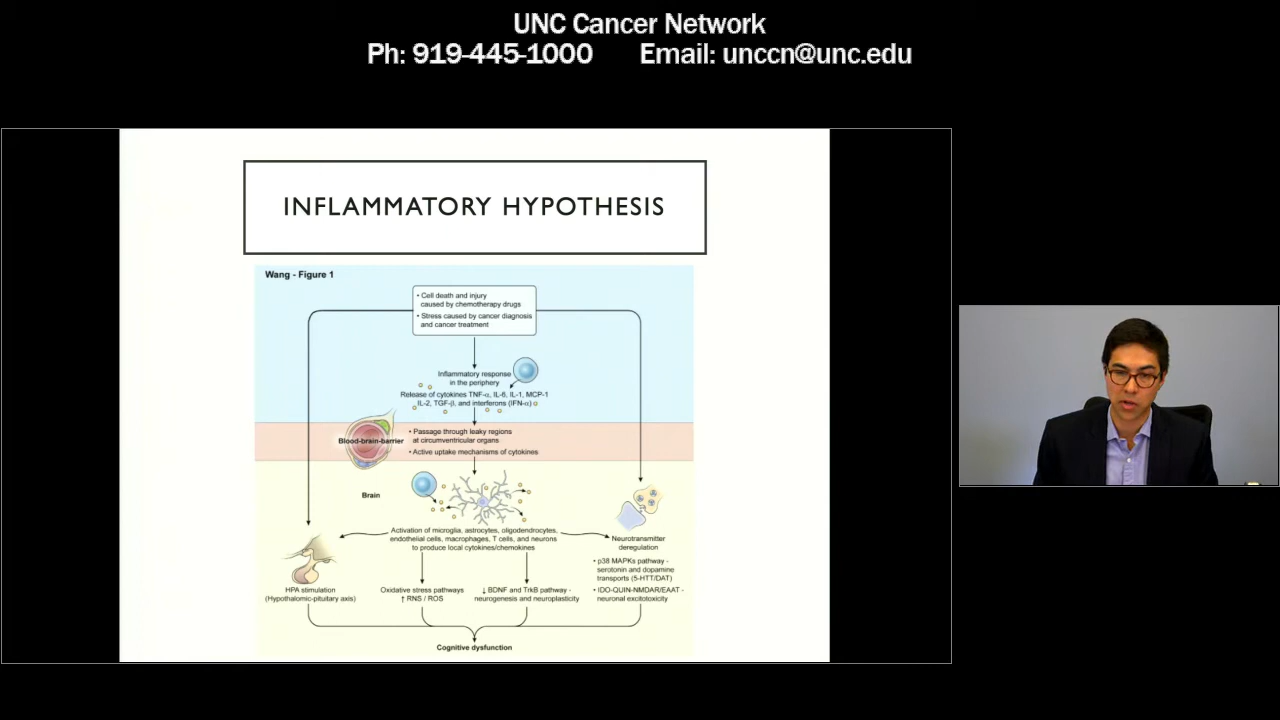 UNC Cancer Network
Ph: 919-445-1000 Email: unccn@unc.edu
INFLAMMATORY HYPOTHESIS
Wang - Figure 1
• Cell death and injury
caused by chemotherapy drugs
• Stress caused by cancer diagnosis
and cancer treatment
Inflammatory response
in the periphery
Release of cytokines TNF-α, IL-6, IL-1, MCP-1
IL-2, TGF-β, and interferons (IFN-α)
Blood-brain-barrier
• Passage through leaky regions
at circumventricular organs
• Active uptake mechanisms of cytokines
Brain
Activation of microglia, astrocytes, oligodendrocytes,
endothelial cells, macrophages, T cells, and neurons
to produce local cytokines/chemokines
Neurotransmitter
deregulation
• p38 MAPKs pathway -
serotonin and dopamine
transports (5-HTT/DAT)
• IDO-QUIN-NMDAR/EAAT -
neuronal excitotoxicity
HPA stimulation
(Hypothalomic-pituitary axis)
Oxidative stress pathways
↑ RNS / ROS
↓ BDNF and TrkB pathway -
neurogenesis and neuroplasticity
Cognitive dysfunction